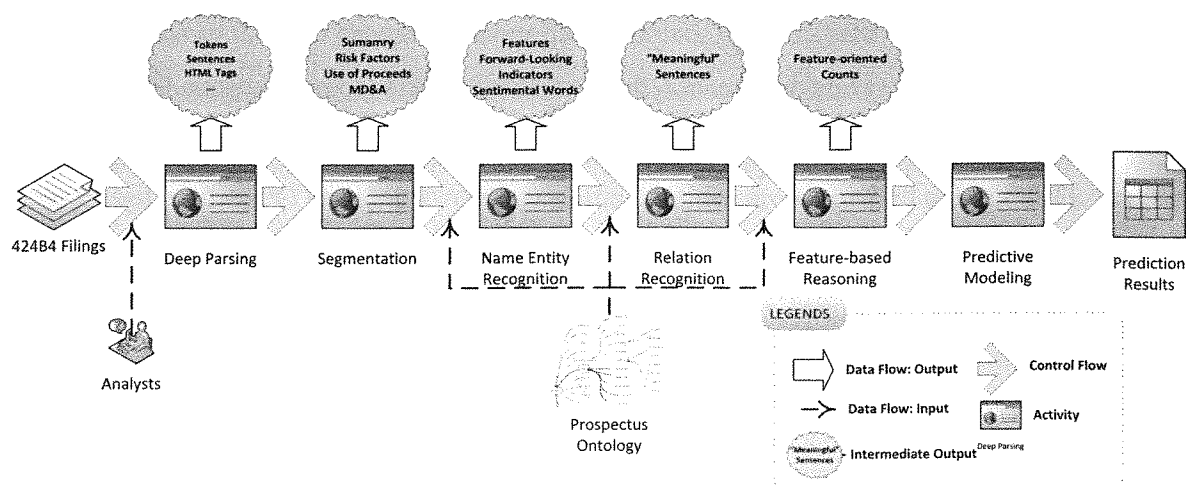 Tokens
Sentences
HTML Tags
...
Sumamry
Risk Factors
Use of Proceeds
MD&A
Features
Forward-Looking
Indicators
Sentimental Words
"Meaningful"
Sentences
Feature-oriented
Counts
424B4 Filings
Deep Parsing
Segmentation
Name Entity
Recognition
Relation
Recognition
Feature-based
Reasoning
Predictive
Modeling
Prediction
Results
Analysts
Prospectus
Ontology
LEGENDS
Data Flow: Output
Control Flow
Data Flow: Input
Activity
Deep Parsing
"Meaningful"
Sentences
- Intermediate Output